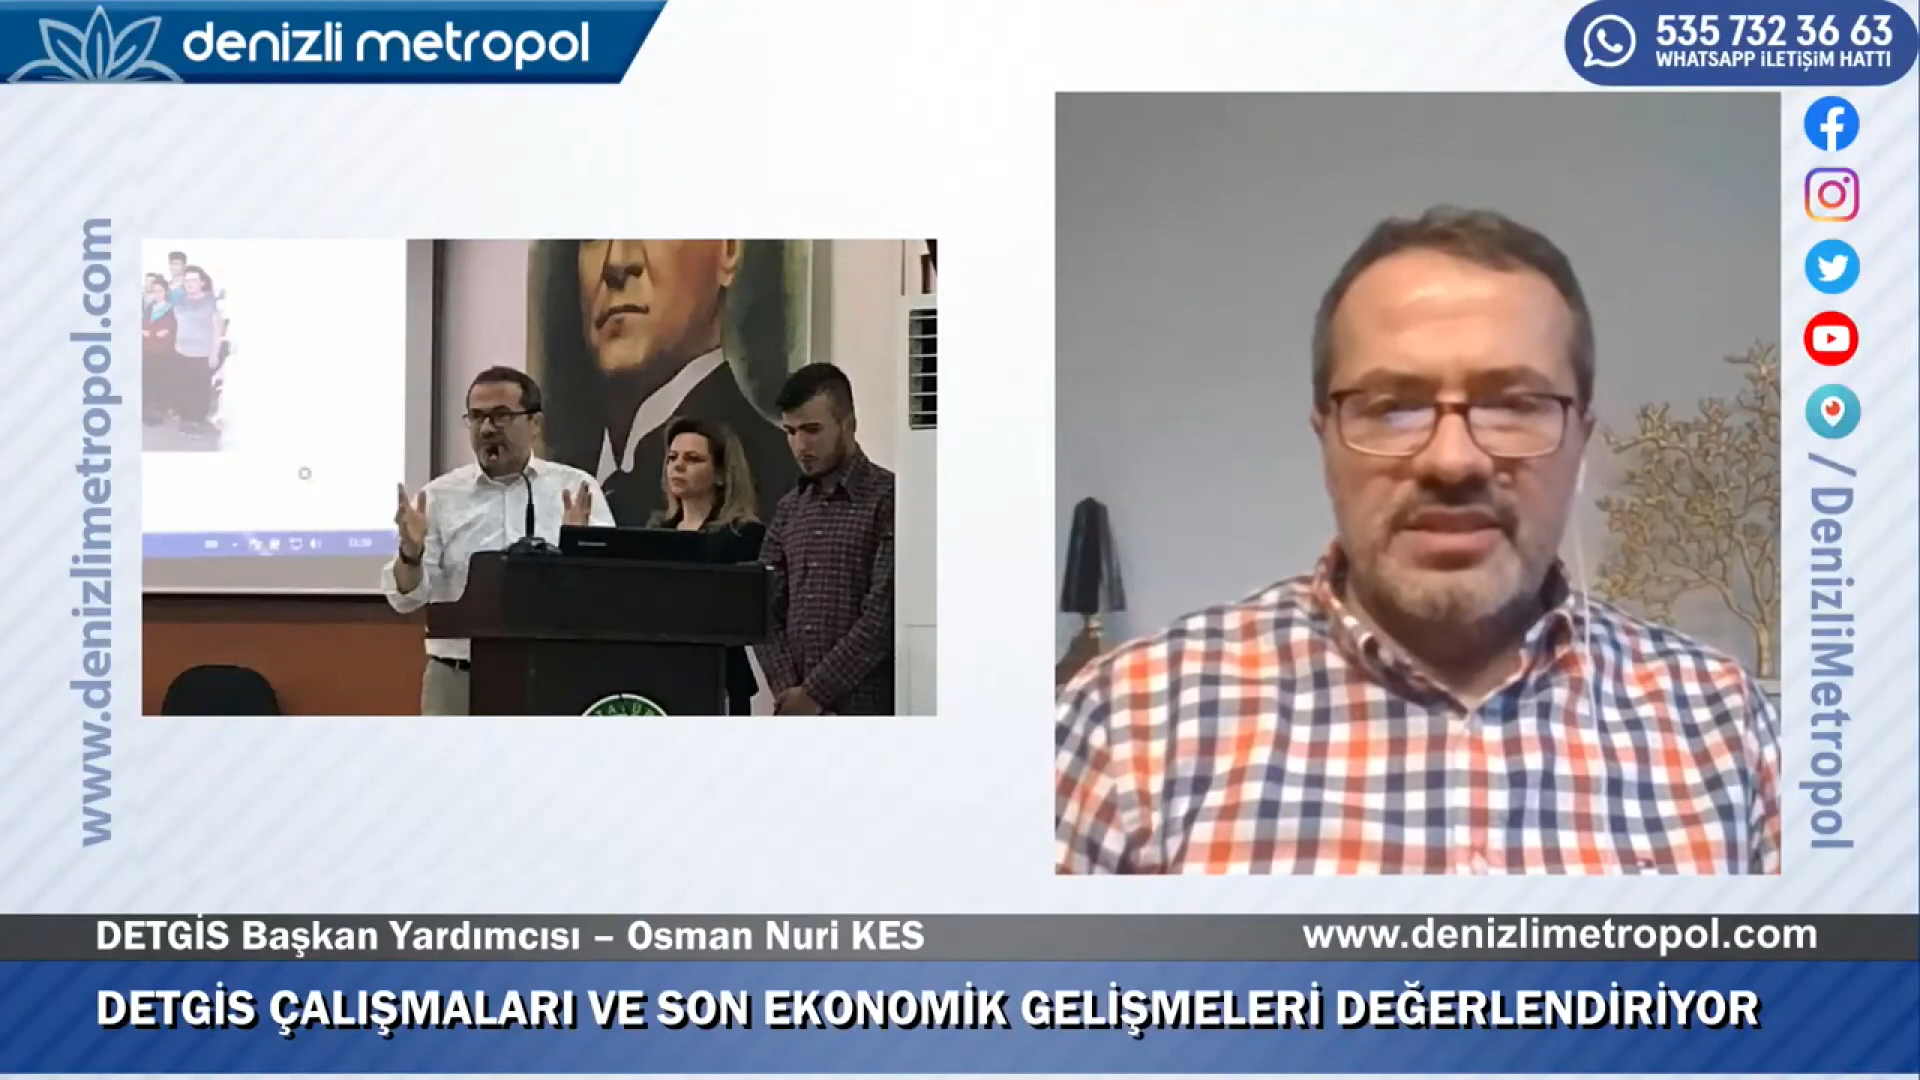 denizli metropol
535 732 36 63
WHATSAPP İLETİŞİM HATTI
www.denizlimetropol.com
/ DenizliMetropol
DETGİS Başkan Yardımcısı – Osman Nuri KES
www.denizlimetropol.com
DETGİS ÇALIŞMALARI VE SON EKONOMİK GELİŞMELERİ DEĞERLENDİRİYOR